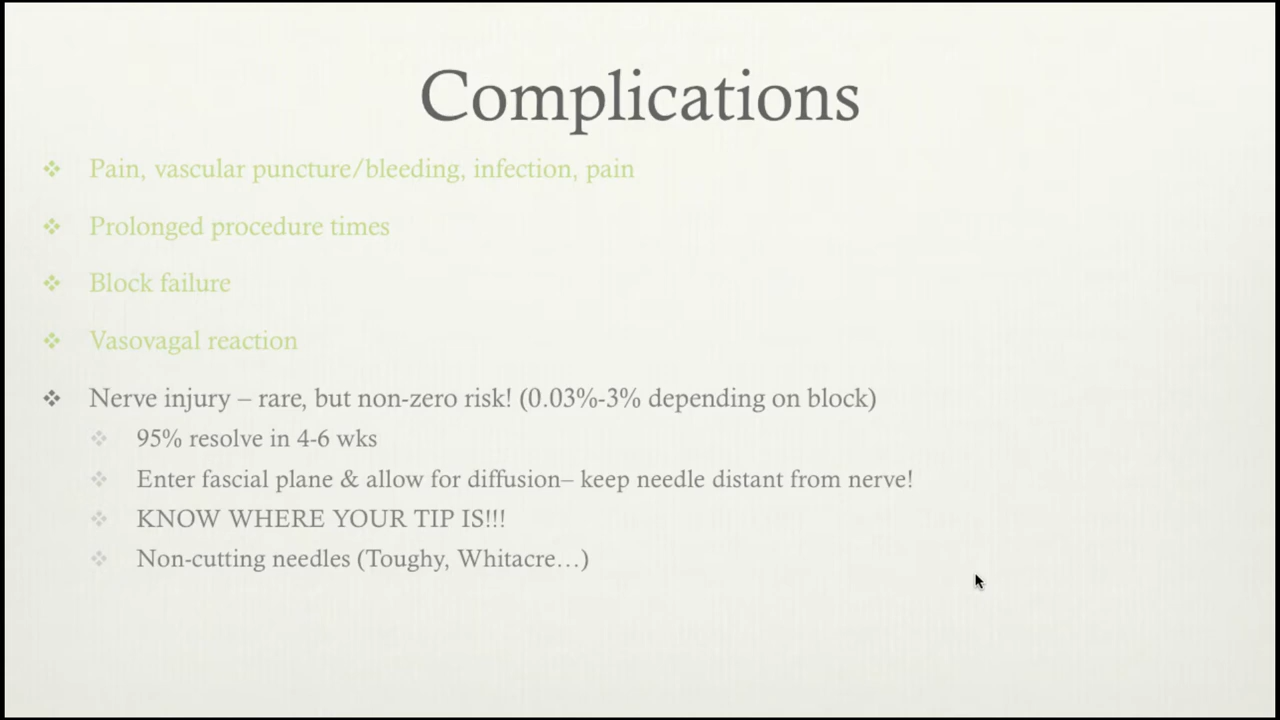 Complications
Pain, vascular puncture/bleeding, infection, pain
Prolonged procedure times
Block failure
Vasovagal reaction
Nerve injury – rare, but non-zero risk! (0.03%-3% depending on block)
95% resolve in 4-6 wks
Enter fascial plane & allow for diffusion– keep needle distant from nerve!
KNOW WHERE YOUR TIP IS!!!
Non-cutting needles (Toughy, Whitacre…)